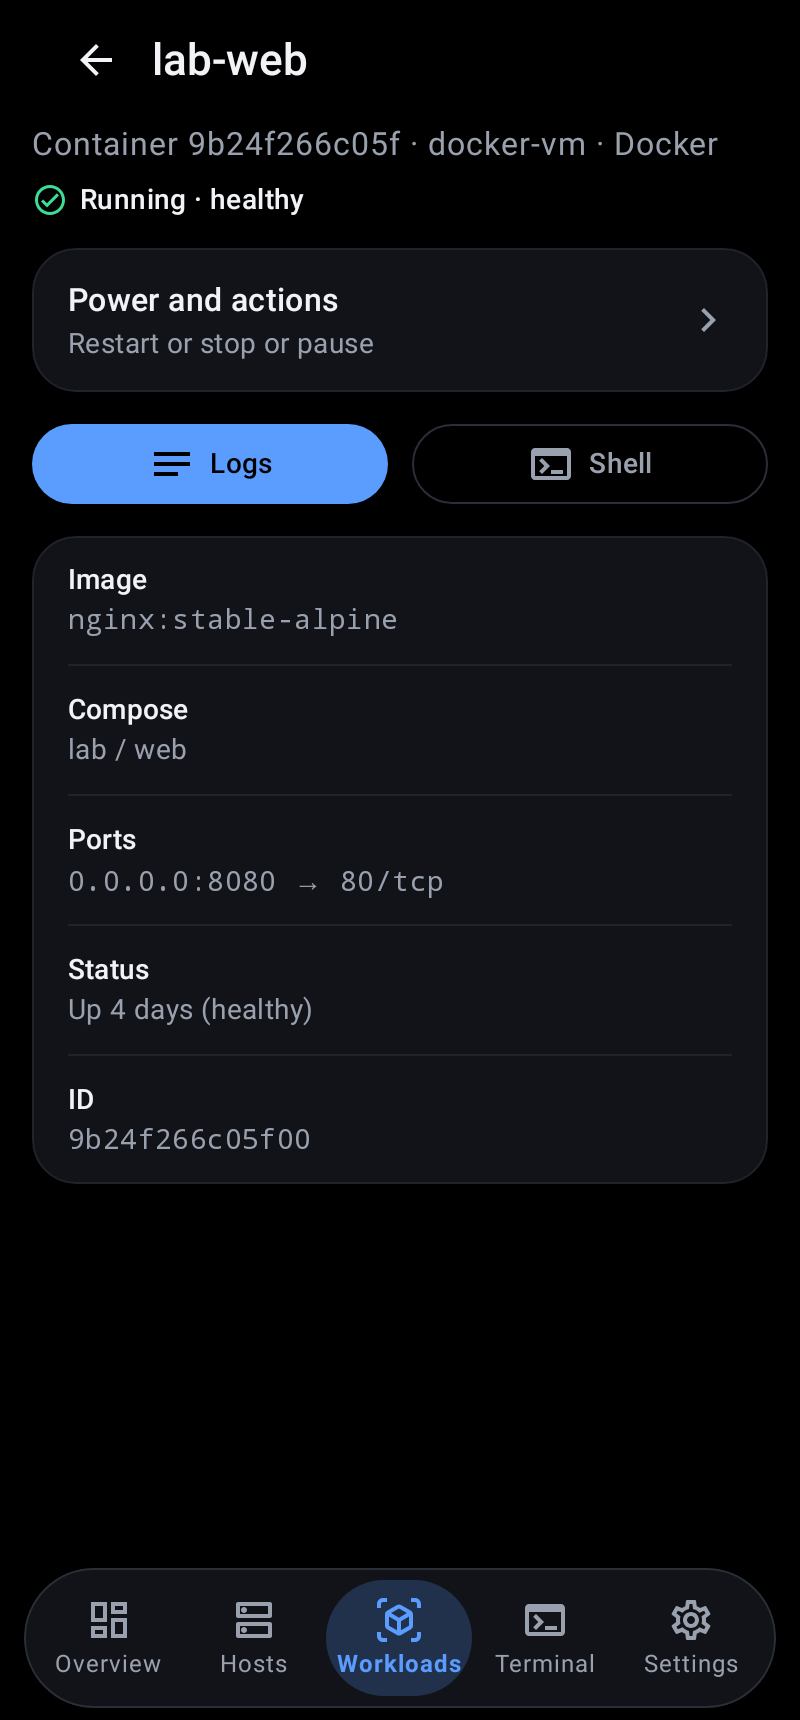 lab-web
Container 9b24f266c05f · docker-vm · Docker
Running · healthy
Power and actions
Restart or stop or pause
Logs
Shell
Image
nginx:stable-alpine
Compose
lab / web
Ports
0.0.0.0:8080 → 80/tcp
Status
Up 4 days (healthy)
ID
9b24f266c05f00
Overview
Hosts
Workloads
Terminal
Settings